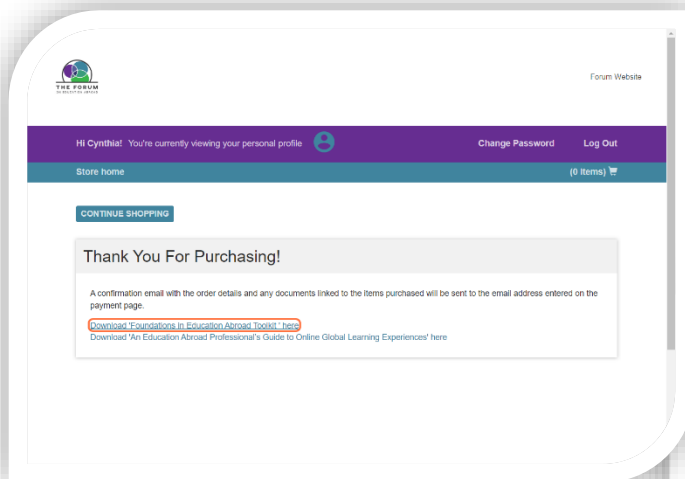 THE FORUM
ON EDUCATION ABROAD
Forum Website
Hi Cynthia! You're currently viewing your personal profile
Change Password
Log Out
Store home
(0 Items)
CONTINUE SHOPPING
Thank You For Purchasing!
A confirmation email with the order details and any documents linked to the items purchased will be sent to the email address entered on the
payment page.
Download 'Foundations in Education Abroad Toolkit ' here
Download 'An Education Abroad Professional's Guide to Online Global Learning Experiences' here